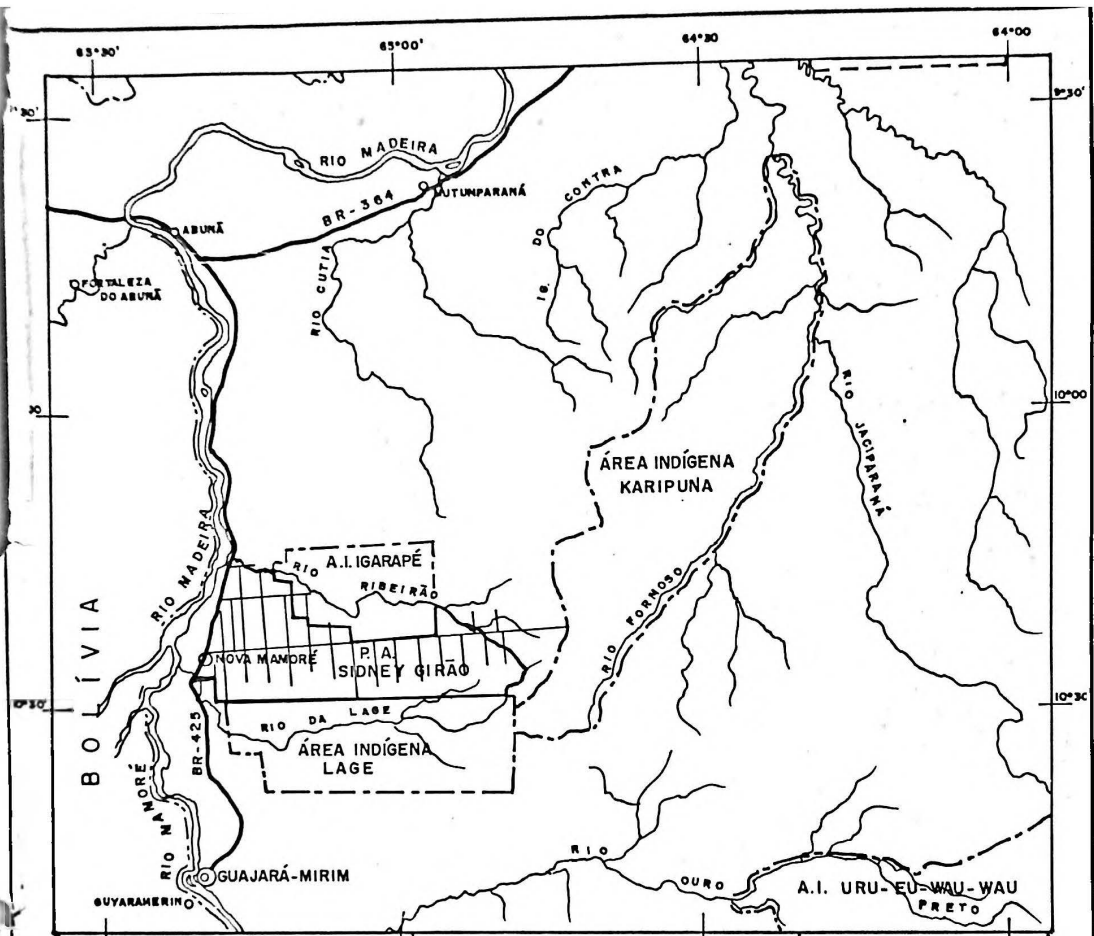 63°30'
65°00'
64°30
64°00
9°30'
RIO MADEIRA
BR-364
UTUMPARANÁ
ABUNÃ
FORTALEZA
DO ABUNÃ
RIO CUTIA
IG. DO CONTRA
10°00
30
RIO JACIPARANÁ
ÁREA INDÍGENA
KARIPUNA
RIO MADEIRA
A.I. IGARAPÉ
RIO RIBEIRÃO
RIO FORMOSO
BOLÍVIA
NOVA MAMORÉ
P. A.
SIDNEY GIRÃO
10°30'
10°30
RIO DA LAGE
BR-425
ÁREA INDÍGENA
LAGE
RIO MAMORÉ
GUAJARÁ-MIRIM
GUYARAMERIN
RIO OURO PRETO
A.I. URU-EU-WAU-WAU